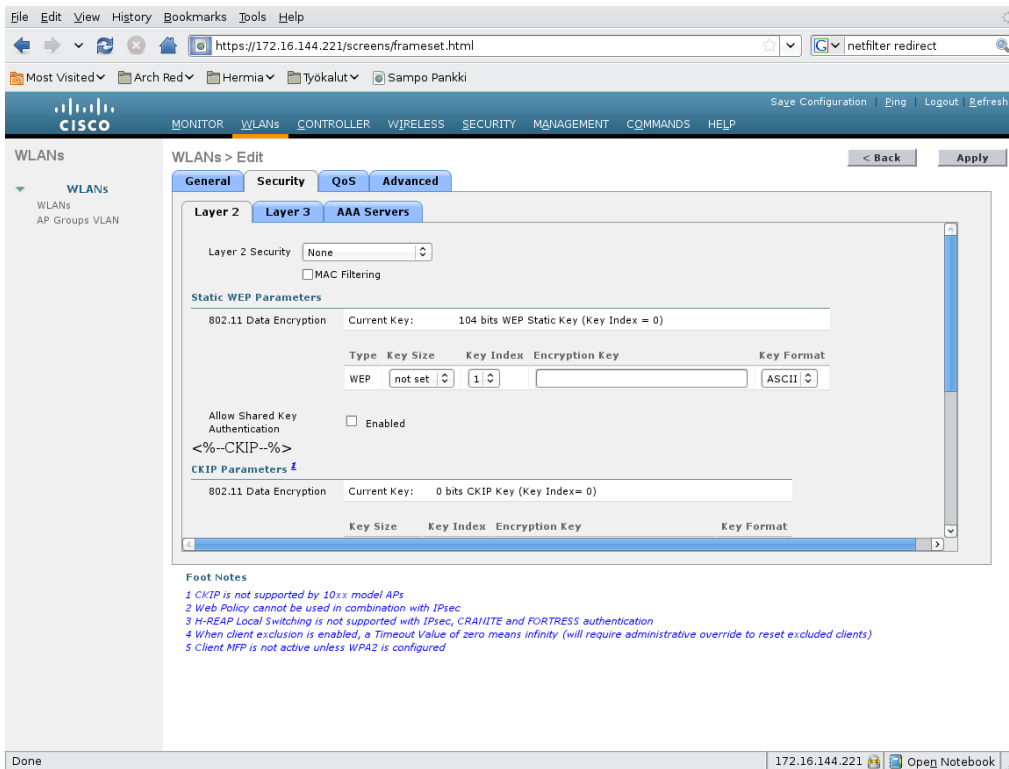 File Edit View History Bookmarks Tools Help
https://172.16.144.221/screens/frameset.html
G netfilter redirect
Most Visited Arch Red Hermia Työkalut Sampo Pankki
Save Configuration | Ping | Logout | Refresh
CISCO
MONITOR WLANs CONTROLLER WIRELESS SECURITY MANAGEMENT COMMANDS HELP
WLANs
WLANs
WLANs
AP Groups VLAN
WLANs > Edit
< Back Apply
General Security QoS Advanced
Layer 2 Layer 3 AAA Servers
Layer 2 Security None
MAC Filtering
Static WEP Parameters
802.11 Data Encryption Current Key: 104 bits WEP Static Key (Key Index = 0)
Type Key Size Key Index Encryption Key Key Format
WEP not set 1 ASCII
Allow Shared Key
Authentication
Enabled
<%--CKIP--%>
CKIP Parameters 1
802.11 Data Encryption Current Key: 0 bits CKIP Key (Key Index= 0)
Key Size Key Index Encryption Key Key Format
Foot Notes
1 CKIP is not supported by 10xx model APs
2 Web Policy cannot be used in combination with IPsec
3 H-REAP Local Switching is not supported with IPsec, CRANITE and FORTRESS authentication
4 When client exclusion is enabled, a Timeout Value of zero means infinity (will require administrative override to reset excluded clients)
5 Client MFP is not active unless WPA2 is configured
Done
172.16.144.221 Open Notebook